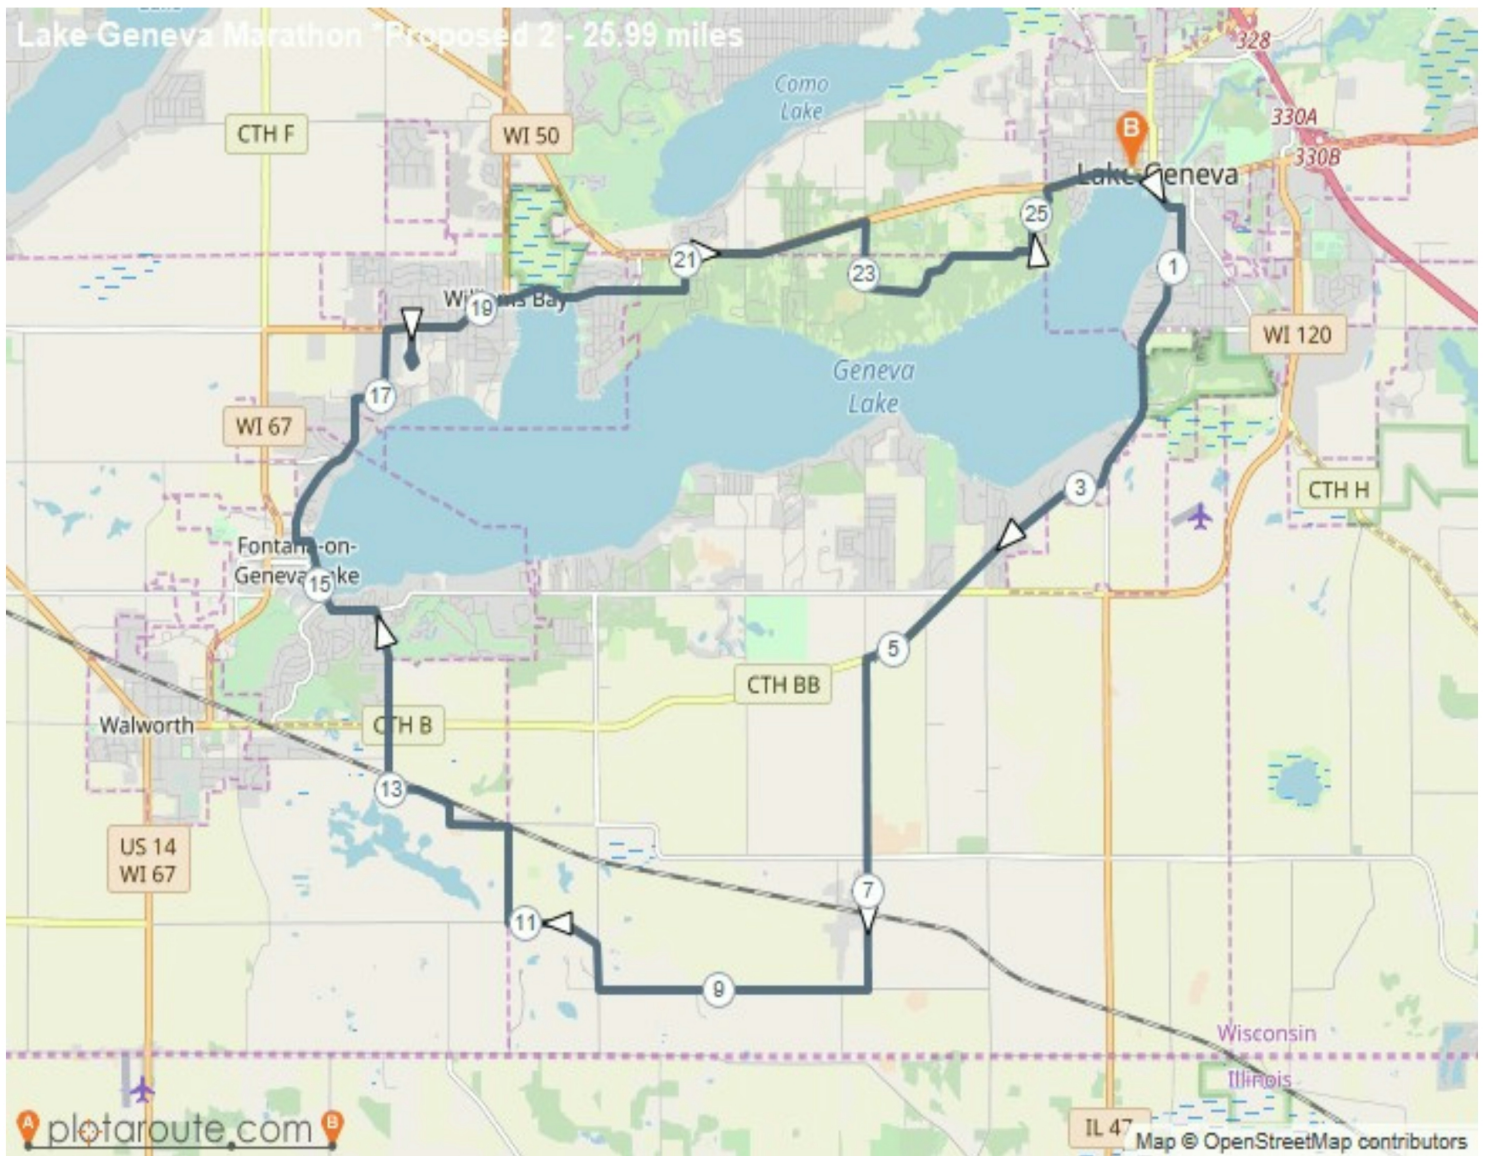 Lake Geneva Marathon *Proposed 2 - 25.99 miles
328
Como
Lake
CTH F
WI 50
330A
B
330B
Lake Geneva
25
21
1
23
Williams Bay
19
WI 120
Geneva
Lake
17
WI 67
3
CTH H
Fontana-on-
Geneva Lake
15
5
CTH BB
Walworth
CTH B
13
US 14
WI 67
7
11
9
Wisconsin
Illinois
IL 47
A plotaroute.com B
Map © OpenStreetMap contributors